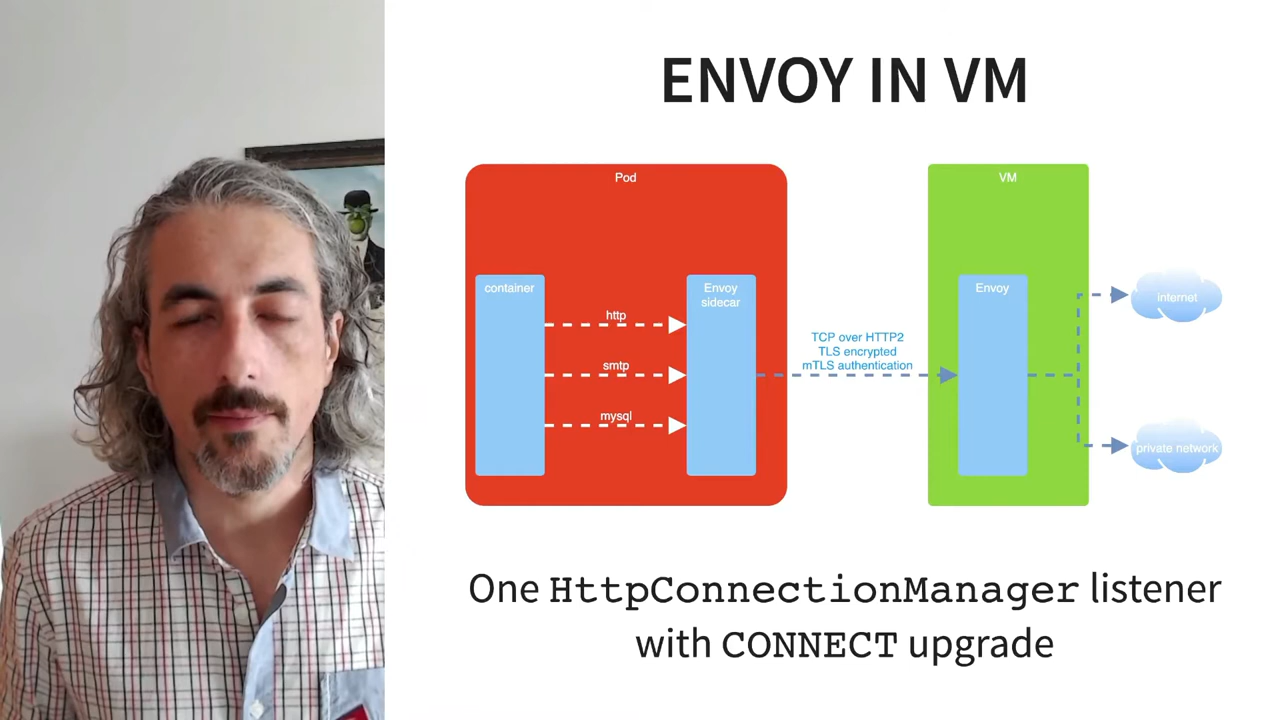 ENVOY IN VM
Pod
VM
container
Envoy
sidecar
Envoy
http
smtp
mysql
TCP over HTTP2
TLS encrypted
mTLS authentication
internet
private network
One HttpConnectionManager listener
with CONNECT upgrade